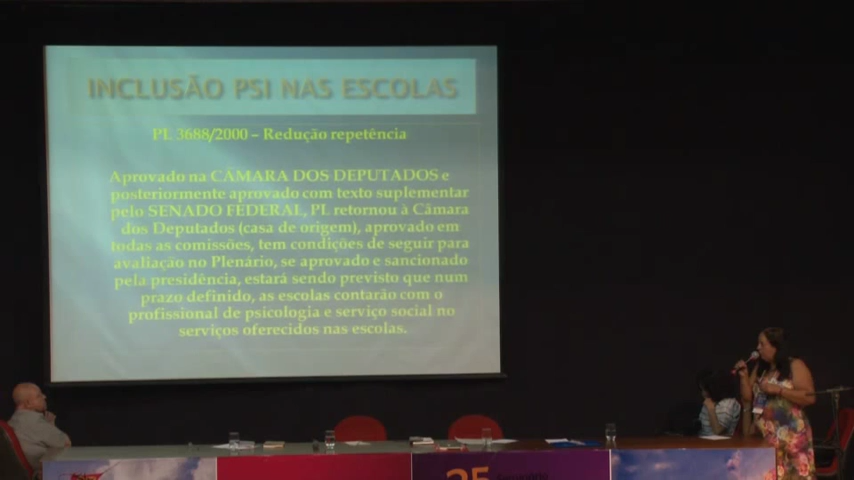 INCLUSÃO PSI NAS ESCOLAS
PL 3688/2000 – Redução repetência
Aprovado na CÂMARA DOS DEPUTADOS e
posteriormente aprovado com texto suplementar
pelo SENADO FEDERAL, PL retornou à Câmara
dos Deputados (casa de origem), aprovado em
todas as comissões, tem condições de seguir para
avaliação no Plenário, se aprovado e sancionado
pela presidência, estará sendo previsto que num
prazo definido, as escolas contarão com o
profissional de psicologia e serviço social no
serviços oferecidos nas escolas.
25